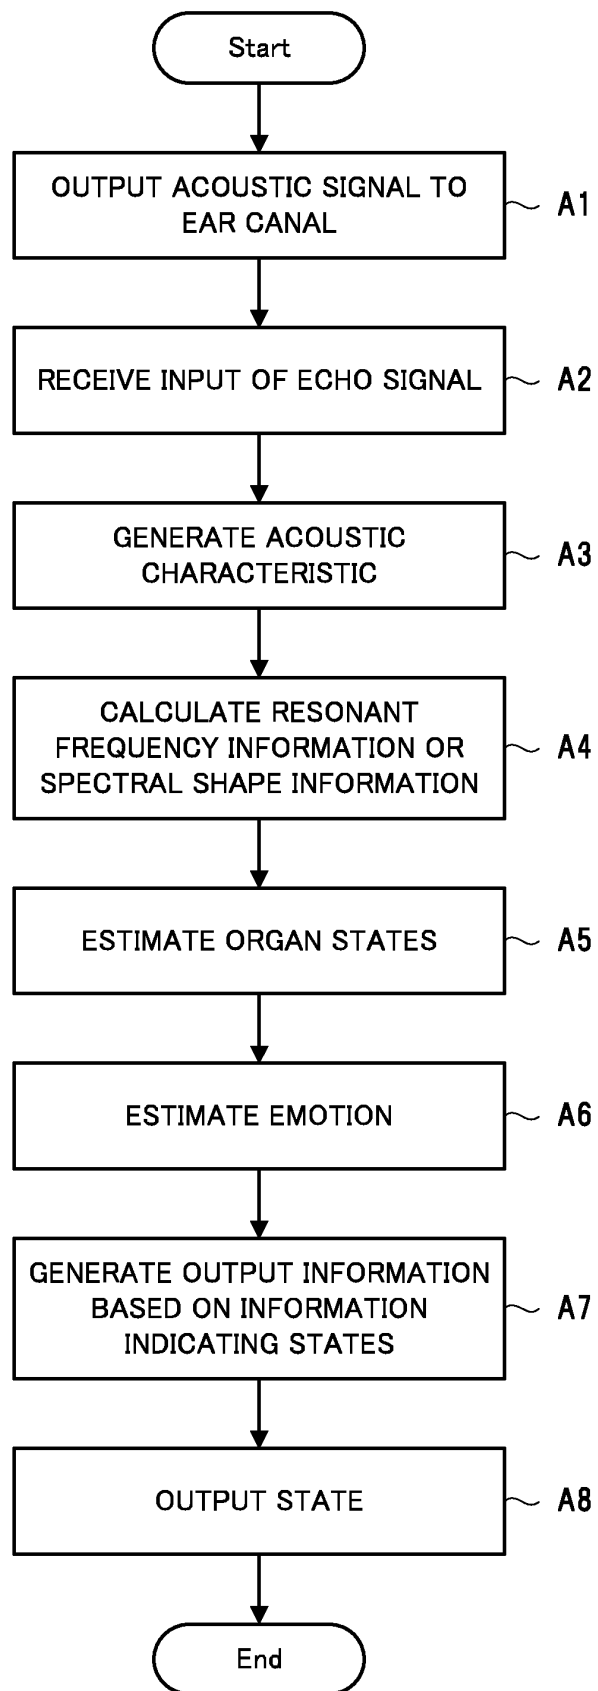 Start
OUTPUT ACOUSTIC SIGNAL TO
EAR CANAL
A1
RECEIVE INPUT OF ECHO SIGNAL
A2
GENERATE ACOUSTIC
CHARACTERISTIC
A3
CALCULATE RESONANT
FREQUENCY INFORMATION OR
SPECTRAL SHAPE INFORMATION
A4
ESTIMATE ORGAN STATES
A5
ESTIMATE EMOTION
A6
GENERATE OUTPUT INFORMATION
BASED ON INFORMATION
INDICATING STATES
A7
OUTPUT STATE
A8
End